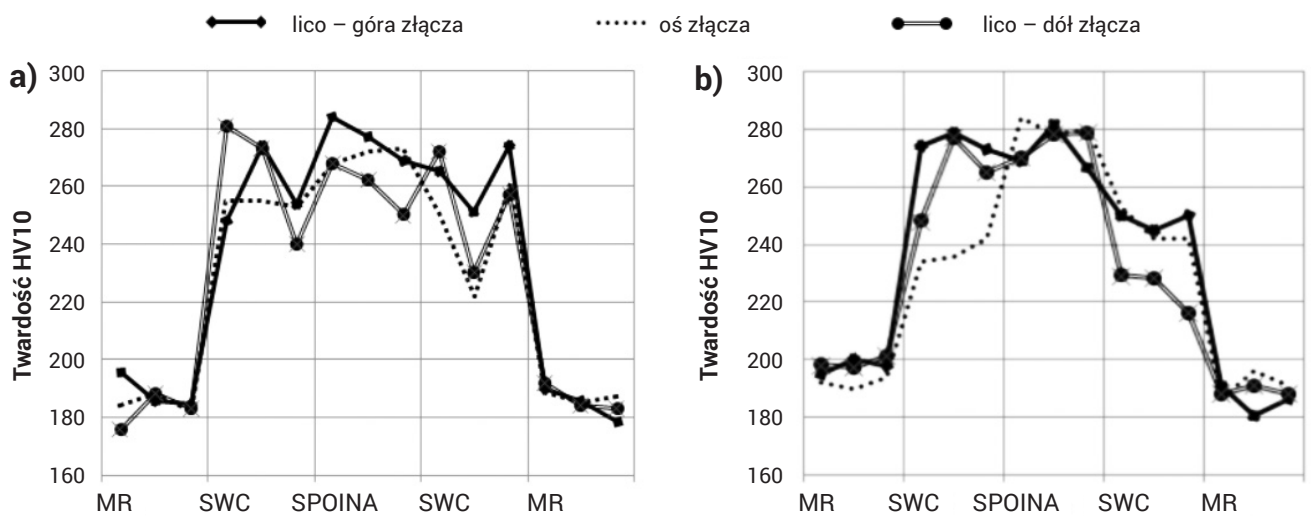 lico – góra złącza oś złącza lico – dół złącza
a)
Twardość HV10
300
280
260
240
220
200
180
160
MR SWC SPOINA SWC MR
b)
Twardość HV10
300
280
260
240
220
200
180
160
MR SWC SPOINA SWC MR